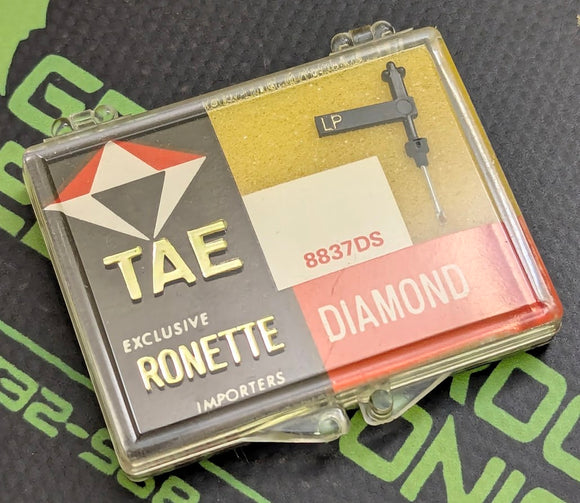 LP
8837DS
TAE
EXCLUSIVE
RONETTE
IMPORTERS
DIAMOND